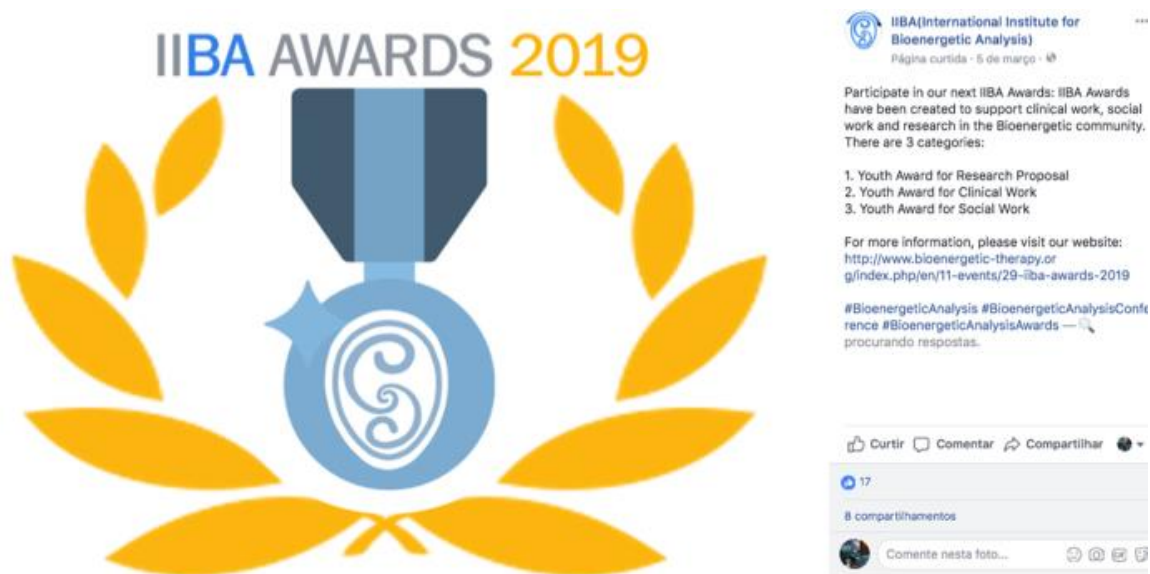 IIBA AWARDS 2019
IIBA(International Institute for
Bioenergetic Analysis)
Página curtida · 5 de março ·
Participate in our next IIBA Awards: IIBA Awards
have been created to support clinical work, social
work and research in the Bioenergetic community.
There are 3 categories:
1. Youth Award for Research Proposal
2. Youth Award for Clinical Work
3. Youth Award for Social Work
For more information, please visit our website:
http://www.bioenergetic-therapy.or
g/index.php/en/11-events/29-iiba-awards-2019
#BioenergeticAnalysis #BioenergeticAnalysisConfe
rence #BioenergeticAnalysisAwards —
procurando respostas.
Curtir Comentar Compartilhar
17
8 compartilhamentos
Comente nesta foto...
GIF